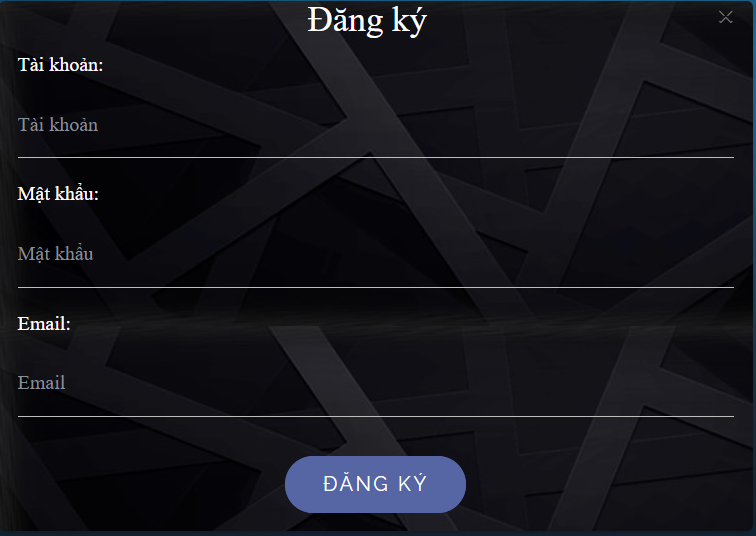 Đăng ký
Tài khoản:
Tài khoản
Mật khẩu:
Mật khẩu
Email:
Email
ĐĂNG KÝ